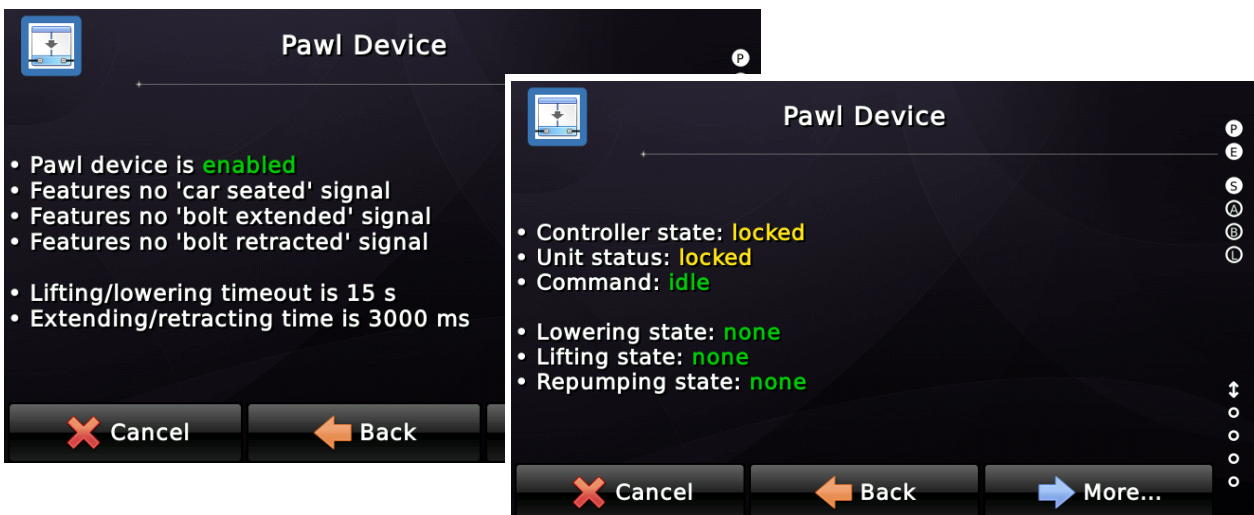 Pawl Device
P
• Pawl device is enabled
• Features no 'car seated' signal
• Features no 'bolt extended' signal
• Features no 'bolt retracted' signal
• Lifting/lowering timeout is 15 s
• Extending/retracting time is 3000 ms
Cancel
Back
Pawl Device
P
E
S
A
B
L
• Controller state: locked
• Unit status: locked
• Command: idle
• Lowering state: none
• Lifting state: none
• Repumping state: none
Cancel
Back
More...